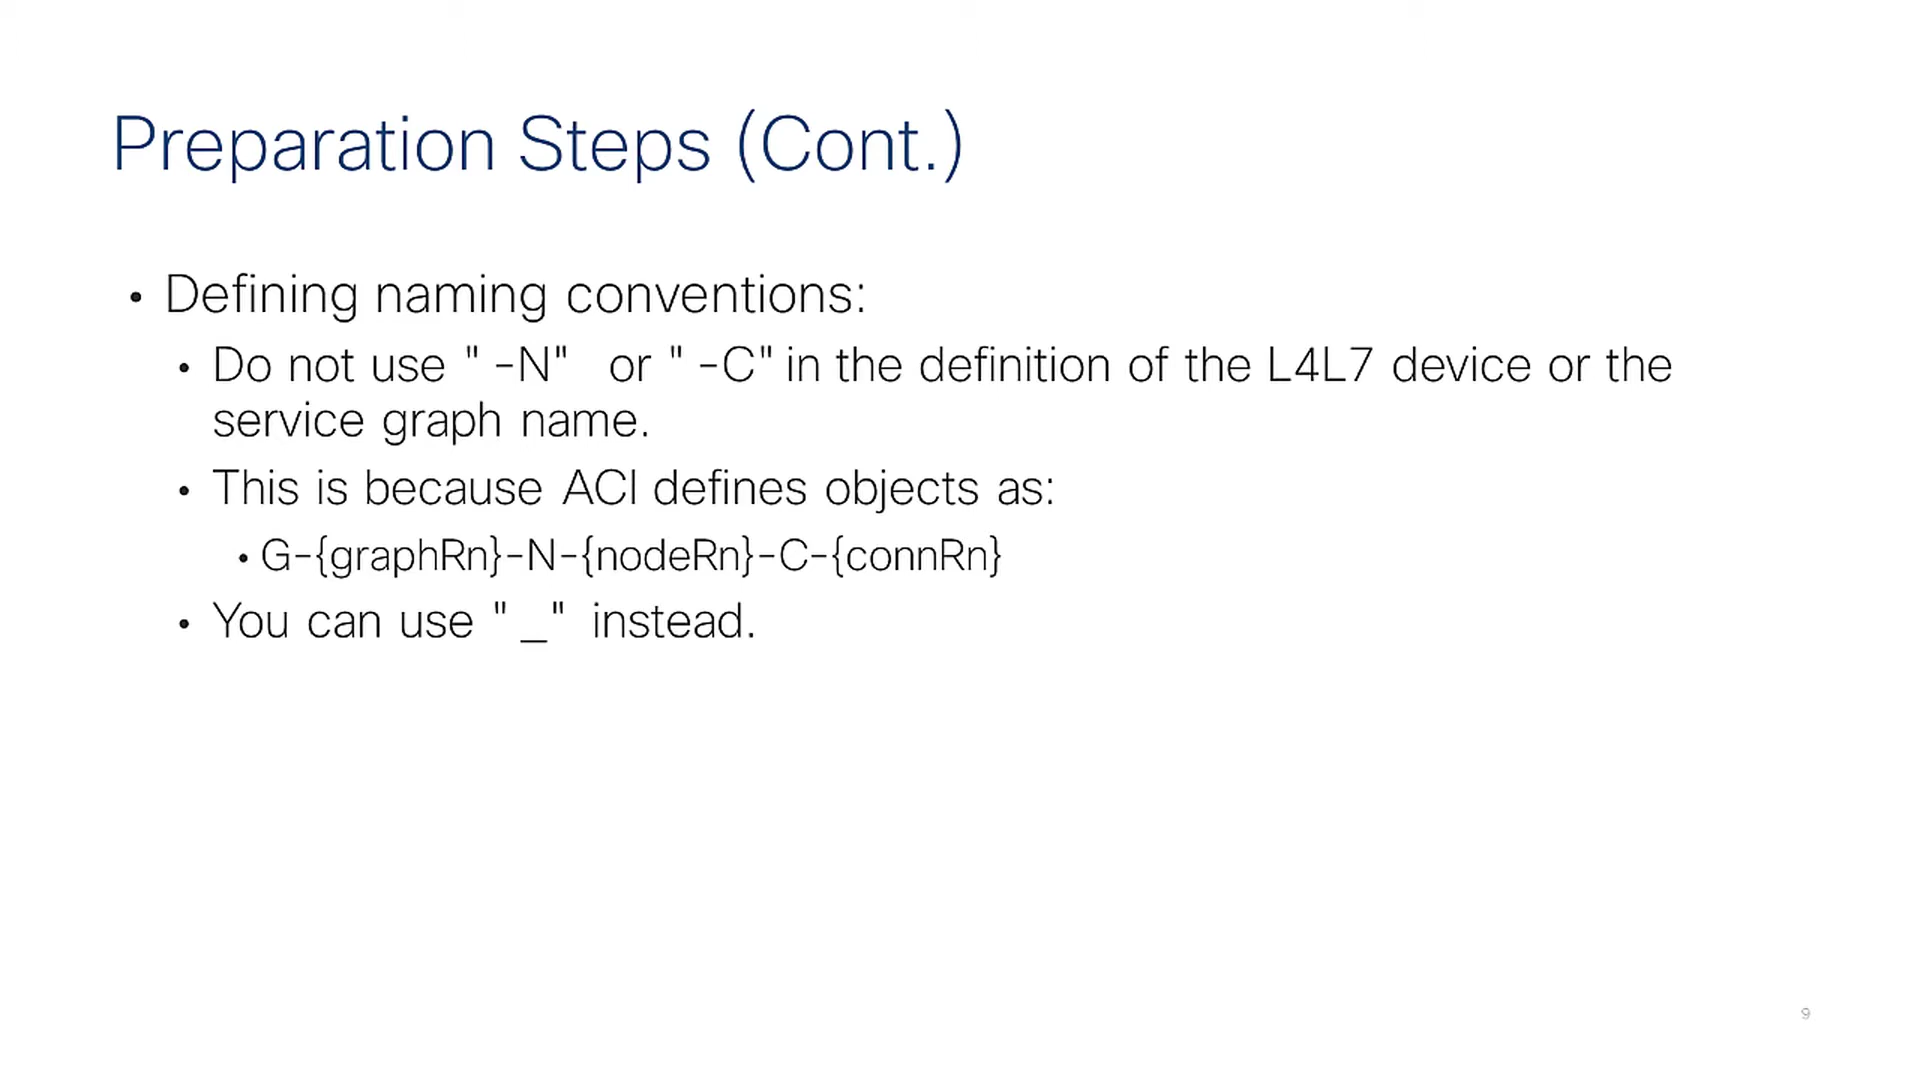 Preparation Steps (Cont.)
• Defining naming conventions:
• Do not use " -N" or " -C" in the definition of the L4L7 device or the
service graph name.
• This is because ACI defines objects as:
• G-{graphRn}-N-{nodeRn}-C-{connRn}
• You can use "_" instead.
9